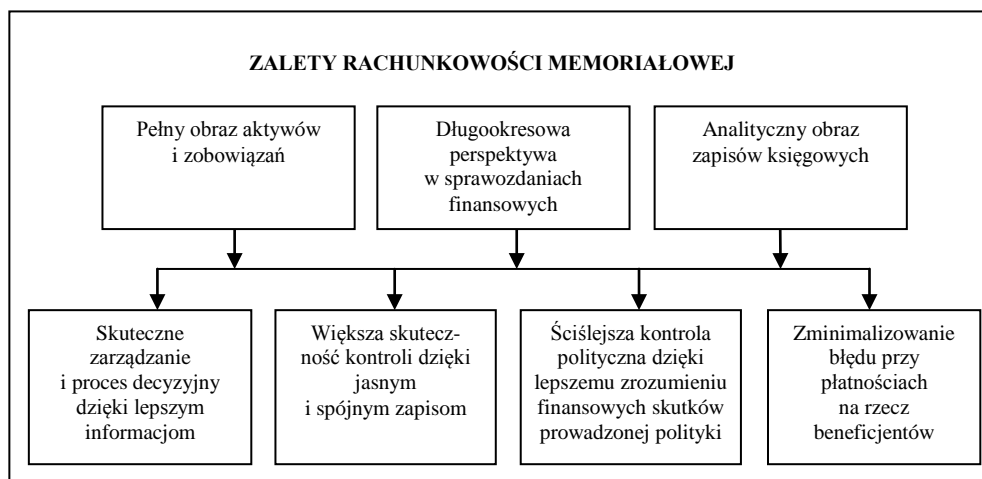 ZALETY RACHUNKOWOŚCI MEMORIAŁOWEJ
Pełny obraz aktywów
i zobowiązań
Długookresowa
perspektywa
w sprawozdaniach
finansowych
Analityczny obraz
zapisów księgowych
Skuteczne
zarządzanie
i proces decyzyjny
dzięki lepszym
informacjom
Większa skutecz-
ność kontroli dzięki
jasnym
i spójnym zapisom
Ściślejsza kontrola
polityczna dzięki
lepszemu zrozumieniu
finansowych skutków
prowadzonej polityki
Zminimalizowanie
błędu przy
płatnościach
na rzecz
beneficjentów